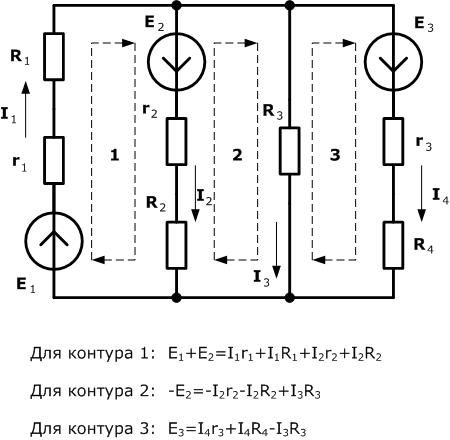 E₂
E₃
R₁
I₁
r₁
E₁
1
r₂
R₂
I₂
2
R₃
I₃
3
r₃
I₄
R₄
Для контура 1: E₁+E₂=I₁r₁+I₁R₁+I₂r₂+I₂R₂
Для контура 2: -E₂=-I₂r₂-I₂R₂+I₃R₃
Для контура 3: E₃=I₄r₃+I₄R₄-I₃R₃